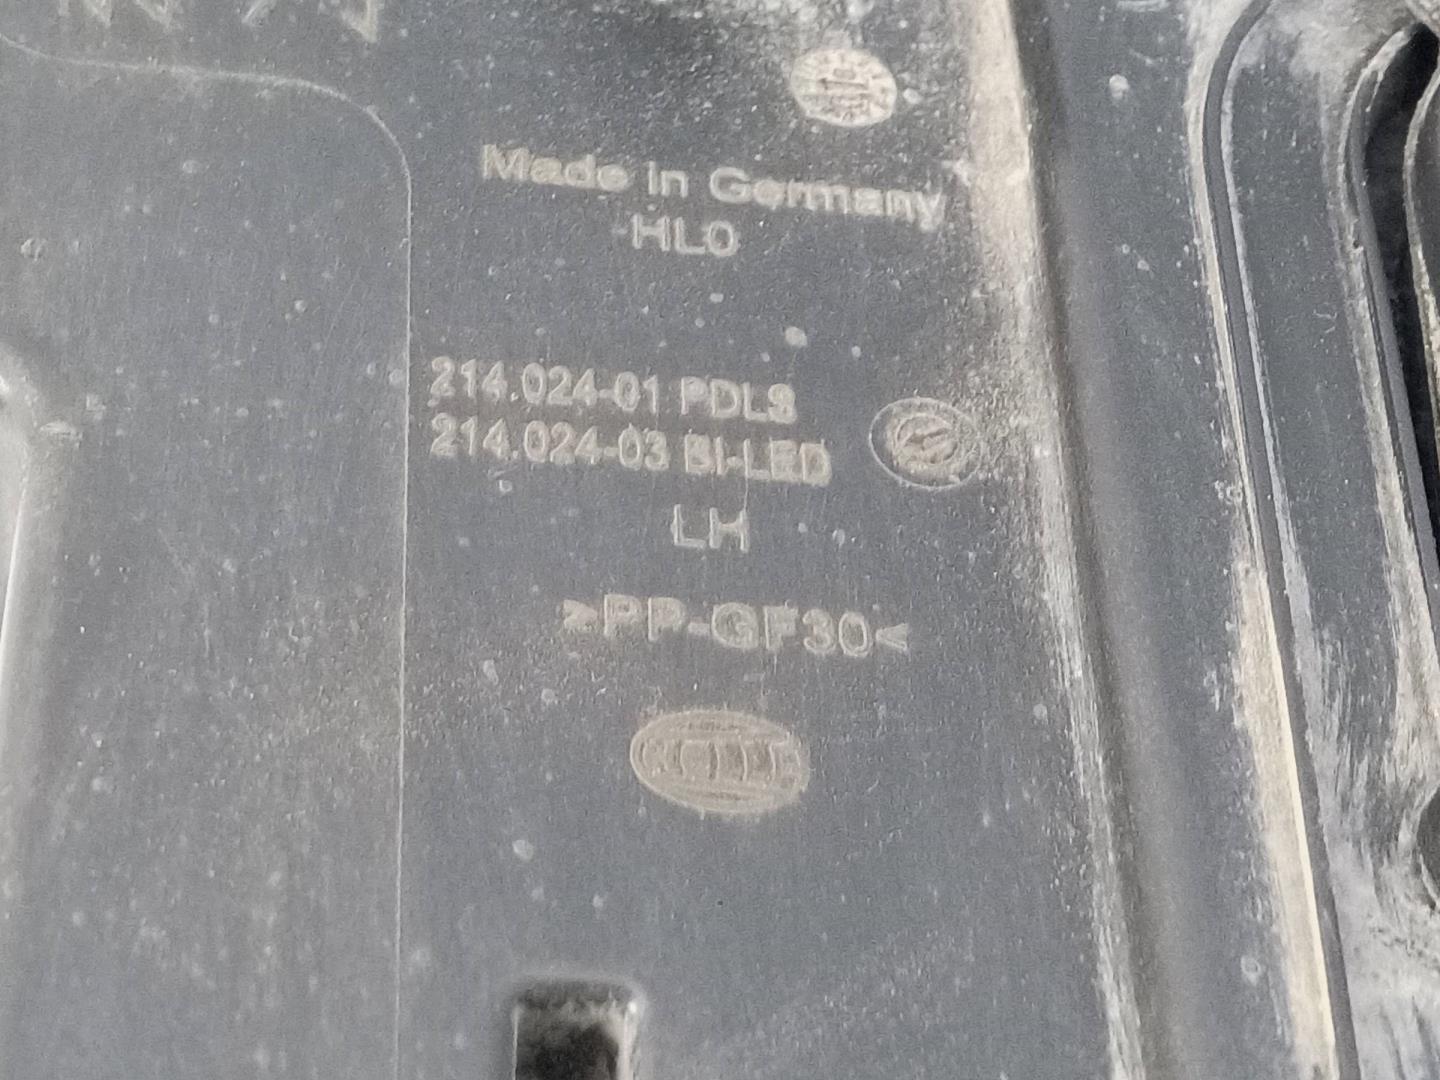 Made in Germany
HL0
214.024-01 PDLS
214.024-03 BI-LED
LH
>PP-GF30<